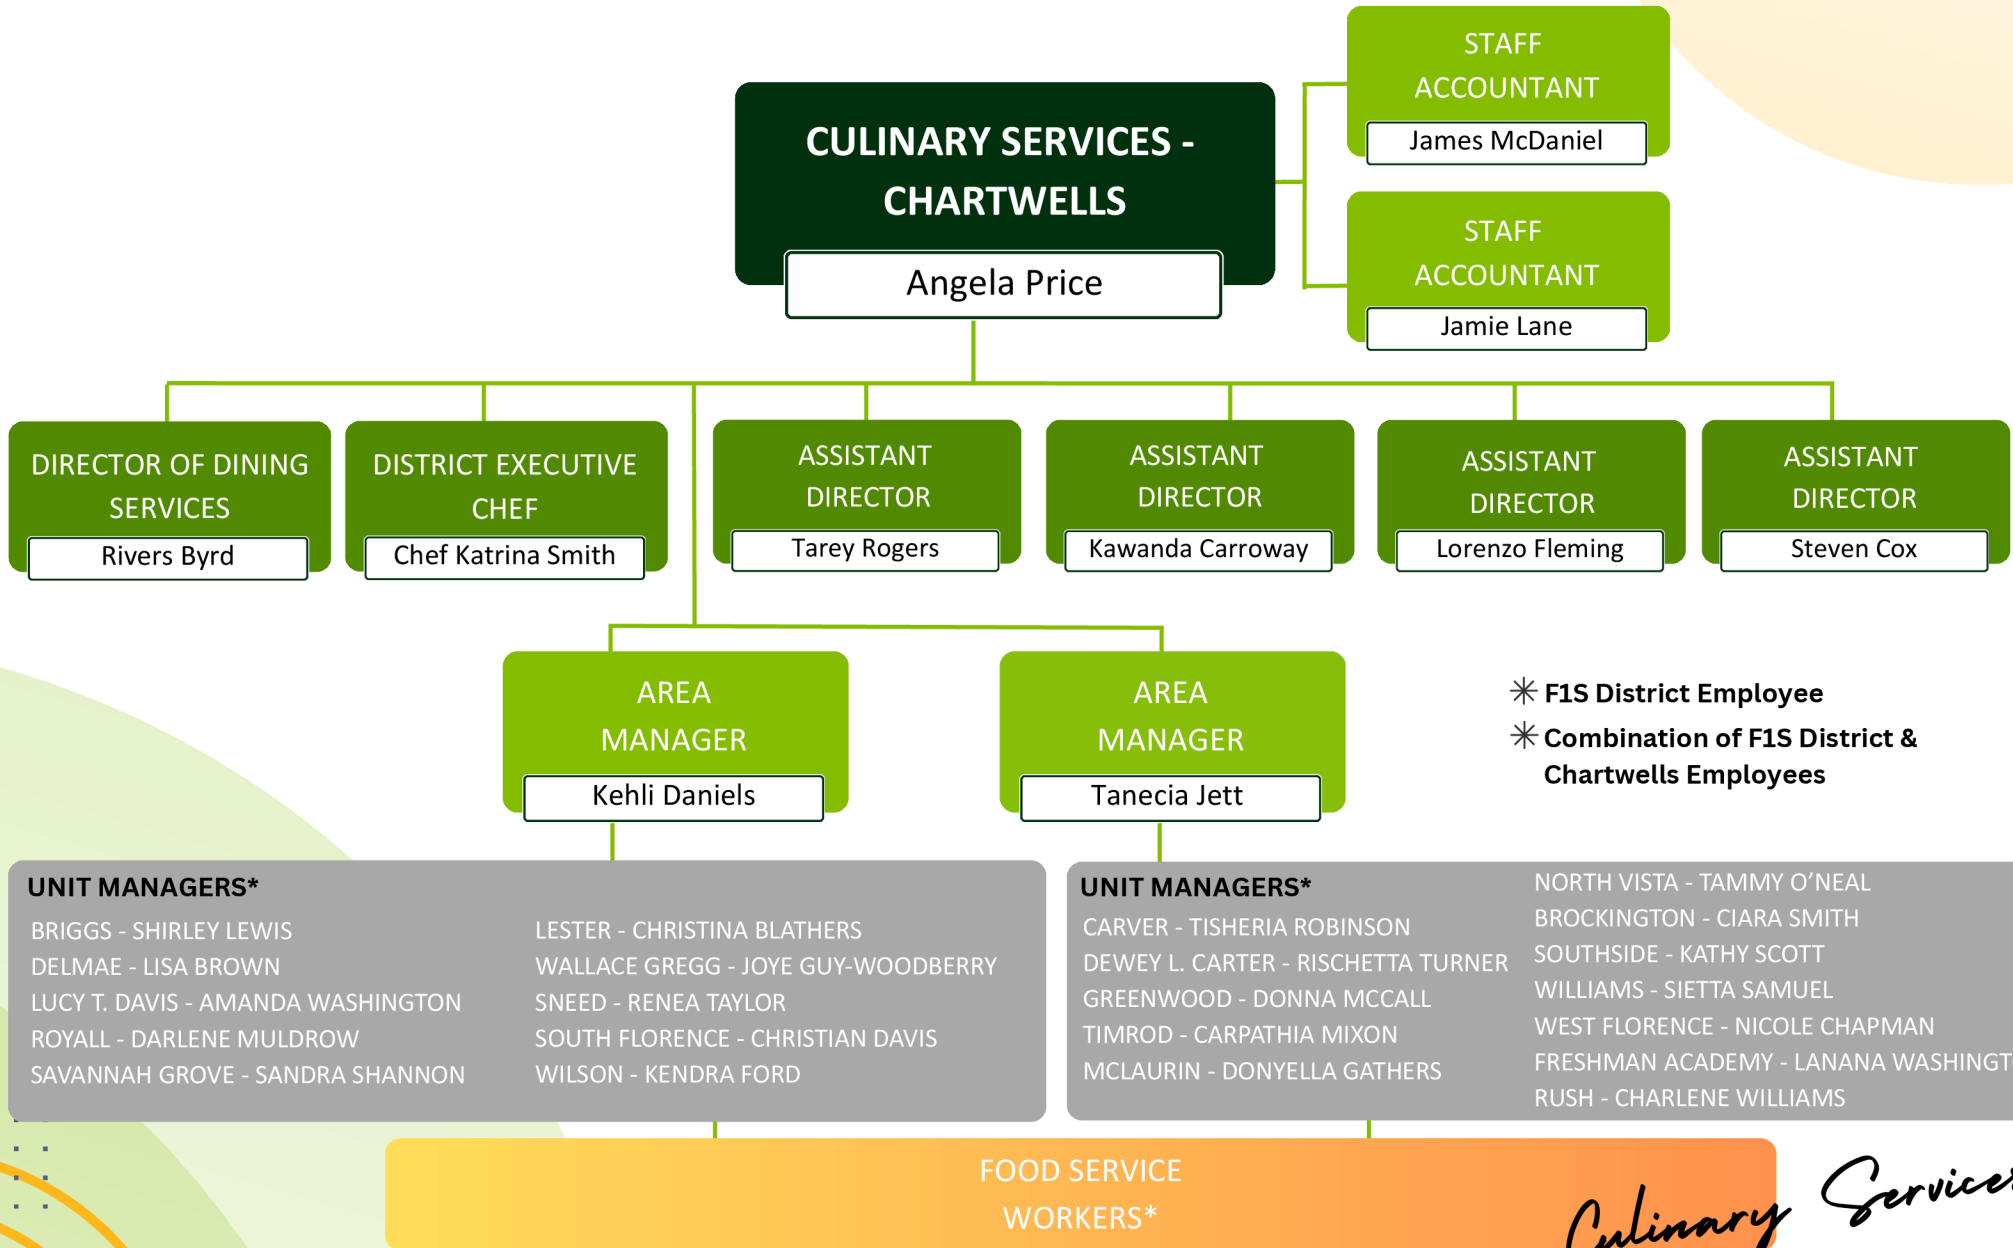 STAFF
ACCOUNTANT
James McDaniel
CULINARY SERVICES -
CHARTWELLS
Angela Price
STAFF
ACCOUNTANT
Jamie Lane
DIRECTOR OF DINING
SERVICES
Rivers Byrd
DISTRICT EXECUTIVE
CHEF
Chef Katrina Smith
ASSISTANT
DIRECTOR
Tarey Rogers
ASSISTANT
DIRECTOR
Kawanda Carroway
ASSISTANT
DIRECTOR
Lorenzo Fleming
ASSISTANT
DIRECTOR
Steven Cox
AREA
MANAGER
Kehli Daniels
AREA
MANAGER
Tanecia Jett
✳ F1S District Employee
✳ Combination of F1S District &
Chartwells Employees
UNIT MANAGERS*
BRIGGS - SHIRLEY LEWIS
DELMAE - LISA BROWN
LUCY T. DAVIS - AMANDA WASHINGTON
ROYALL - DARLENE MULDROW
SAVANNAH GROVE - SANDRA SHANNON
LESTER - CHRISTINA BLATHERS
WALLACE GREGG - JOYE GUY-WOODBERRY
SNEED - RENEA TAYLOR
SOUTH FLORENCE - CHRISTIAN DAVIS
WILSON - KENDRA FORD
UNIT MANAGERS*
CARVER - TISHERIA ROBINSON
DEWEY L. CARTER - RISCHETTA TURNER
GREENWOOD - DONNA MCCALL
TIMROD - CARPATHIA MIXON
MCLAURIN - DONYELLA GATHERS
NORTH VISTA - TAMMY O’NEAL
BROCKINGTON - CIARA SMITH
SOUTHSIDE - KATHY SCOTT
WILLIAMS - SIETTA SAMUEL
WEST FLORENCE - NICOLE CHAPMAN
FRESHMAN ACADEMY - LANANA WASHINGT
RUSH - CHARLENE WILLIAMS
FOOD SERVICE
WORKERS*
Culinary Services